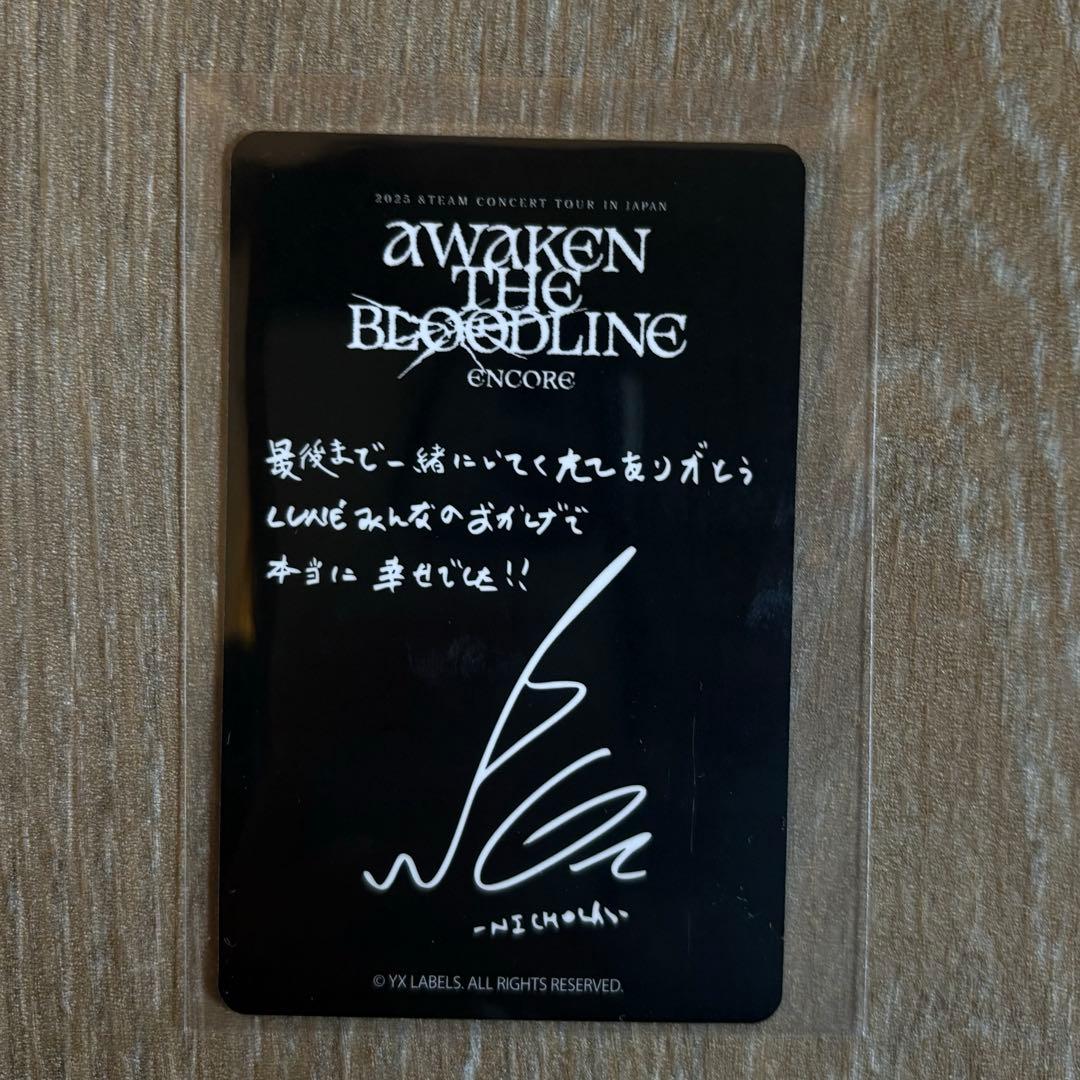 2025 &TEAM CONCERT TOUR IN JAPAN
AWAKEN
THE
BLOODLINE
ENCORE
最後まで一緒にいてくれてありがとう
LUNÉみんなのおかげで
本当に幸せでした!!
-NICHOLAS-
© YX LABELS. ALL RIGHTS RESERVED.